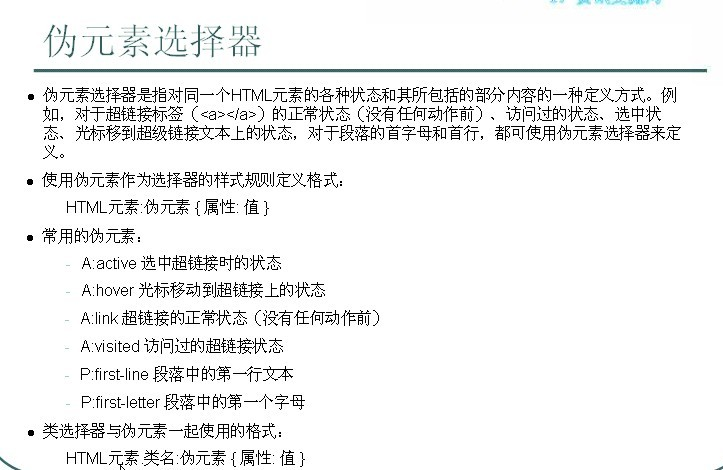 伪元素选择器
● 伪元素选择器是指对同一个HTML元素的各种状态和其所包括的部分内容的一种定义方式。例
如，对于超链接标签（<a></a>）的正常状态（没有任何动作前）、访问过的状态、选中状
态、光标移到超级链接文本上的状态，对于段落的首字母和首行，都可使用伪元素选择器来定
义。
● 使用伪元素作为选择器的样式规则定义格式：
HTML元素:伪元素 { 属性: 值 }
● 常用的伪元素：
- A:active 选中超链接时的状态
- A:hover 光标移动到超链接上的状态
- A:link 超链接的正常状态（没有任何动作前）
- A:visited 访问过的超链接状态
- P:first-line 段落中的第一行文本
- P:first-letter 段落中的第一个字母
● 类选择器与伪元素一起使用的格式：
HTML元素.类名:伪元素 { 属性: 值 }